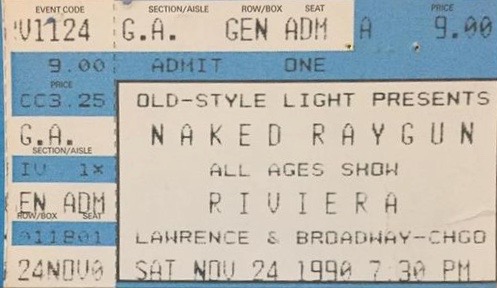 EVENT CODE SECTION/AISLE ROW/BOX SEAT PRICE
V1124 G.A. GEN ADM A 9.00
9.00 ADMIT ONE
PRICE
CC3.25 OLD-STYLE LIGHT PRESENTS
G.A. NAKED RAYGUN
SECTION/AISLE
IV 1X ALL AGES SHOW
EN ADM RIVIERA
ROW/BOX SEAT
011801 LAWRENCE & BROADWAY-CHGO
24NOV0 SAT NOV 24 1990 7:30 PM